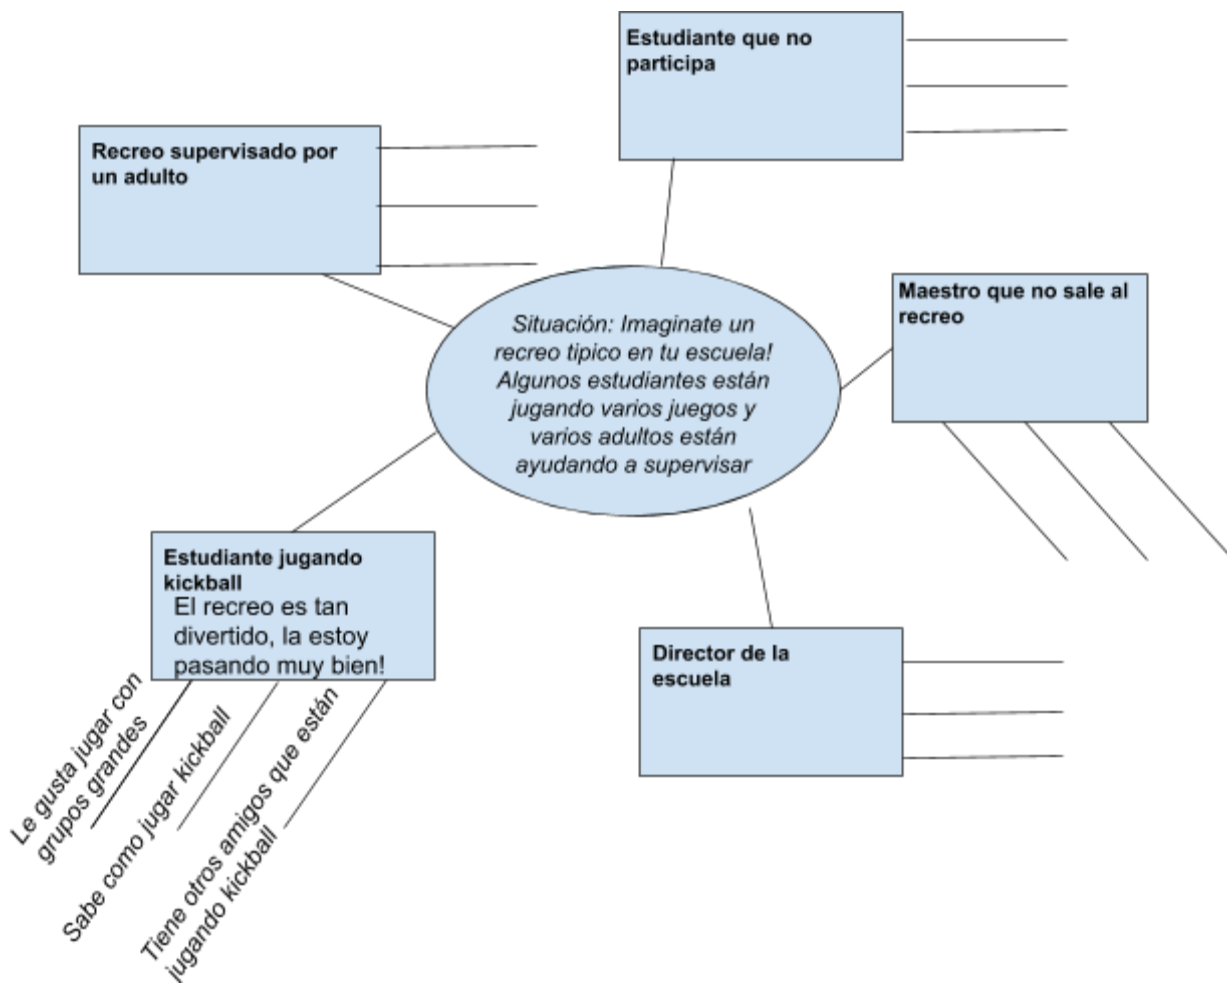 Estudiante que no
participa
Recreo supervisado por
un adulto
Maestro que no sale al
recreo
Situación: Imaginate un
recreo tipico en tu escuela!
Algunos estudiantes están
jugando varios juegos y
varios adultos están
ayudando a supervisar
Estudiante jugando
kickball
El recreo es tan
divertido, la estoy
pasando muy bien!
Director de la
escuela
Le gusta jugar con
grupos grandes
Sabe como jugar kickball
Tiene otros amigos que están
jugando kickball